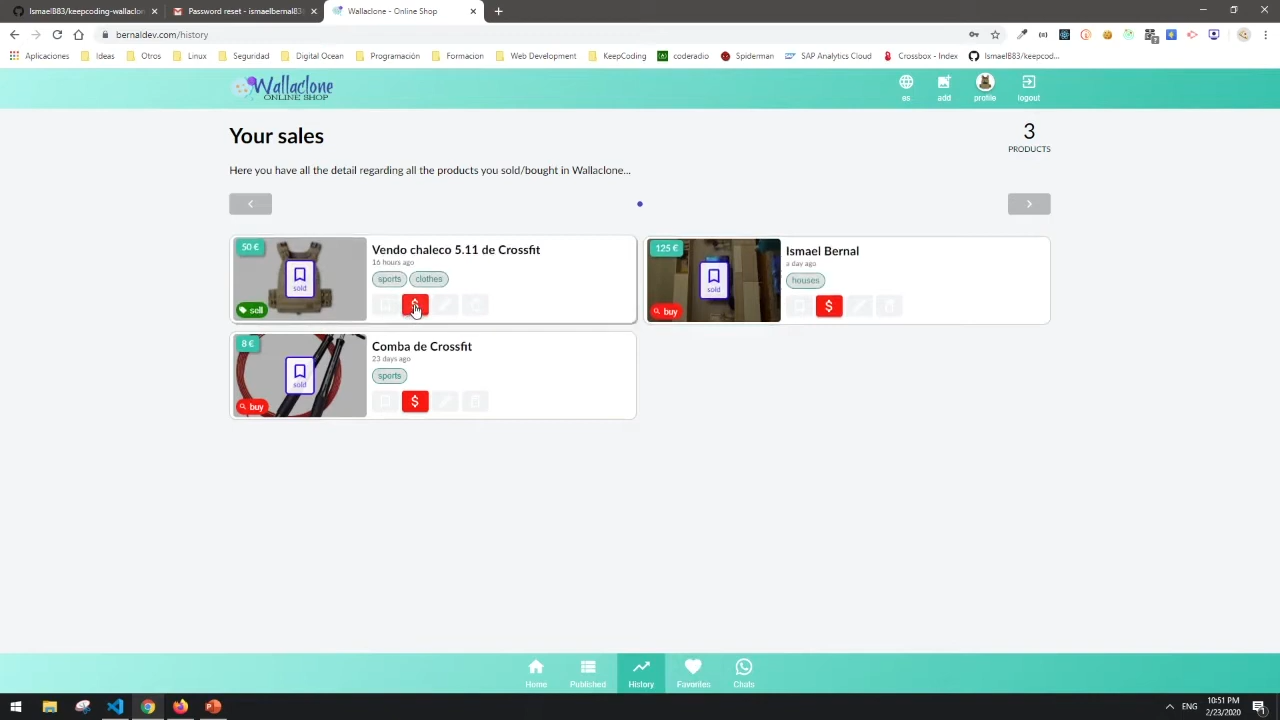 Ismael883/keepcoding-wallaclon
Password reset - ismaelbernal83
Wallaclone - Online Shop
bernaldev.com/history
Aplicaciones
Ideas
Otros
Linux
Seguridad
Digital Ocean
Programación
Formacion
Web Development
KeepCoding
coderadio
Spiderman
SAP Analytics Cloud
Crossbox - Index
Ismael883/keepcod...
Wallaclone
ONLINE SHOP
es
add
profile
logout
Your sales
3
PRODUCTS
Here you have all the detail regarding all the products you sold/bought in Wallaclone...
50 €
sold
sell
Vendo chaleco 5.11 de Crossfit
16 hours ago
sports
clothes
$
125 €
sold
buy
Ismael Bernal
a day ago
houses
$
8 €
sold
buy
Comba de Crossfit
23 days ago
sports
$
Home
Published
History
Favorites
Chats
ENG
10:51 PM
2/23/2020